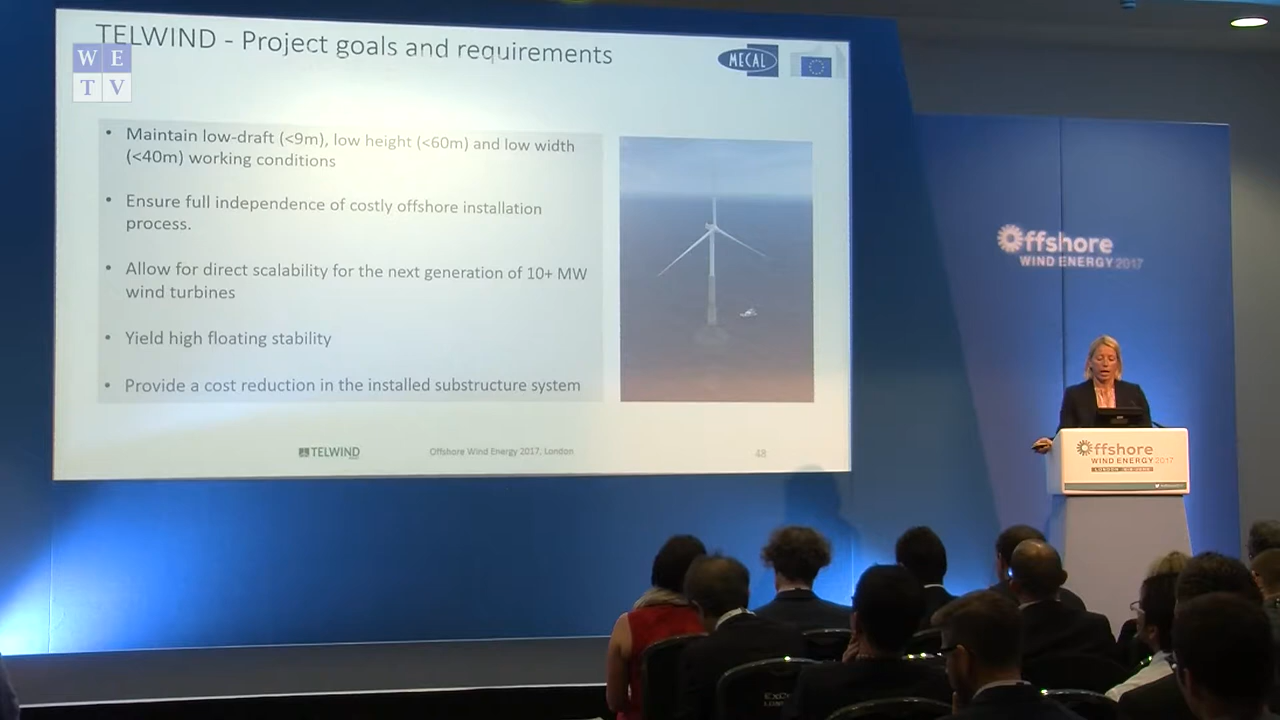 TELWIND - Project goals and requirements
W E
T V
MECAL
• Maintain low-draft (<9m), low height (<60m) and low width
(<40m) working conditions
• Ensure full independence of costly offshore installation
process.
• Allow for direct scalability for the next generation of 10+ MW
wind turbines
• Yield high floating stability
• Provide a cost reduction in the installed substructure system
TELWIND
Offshore Wind Energy 2017, London
48
Offshore
WIND ENERGY 2017
Offshore
WIND ENERGY 2017